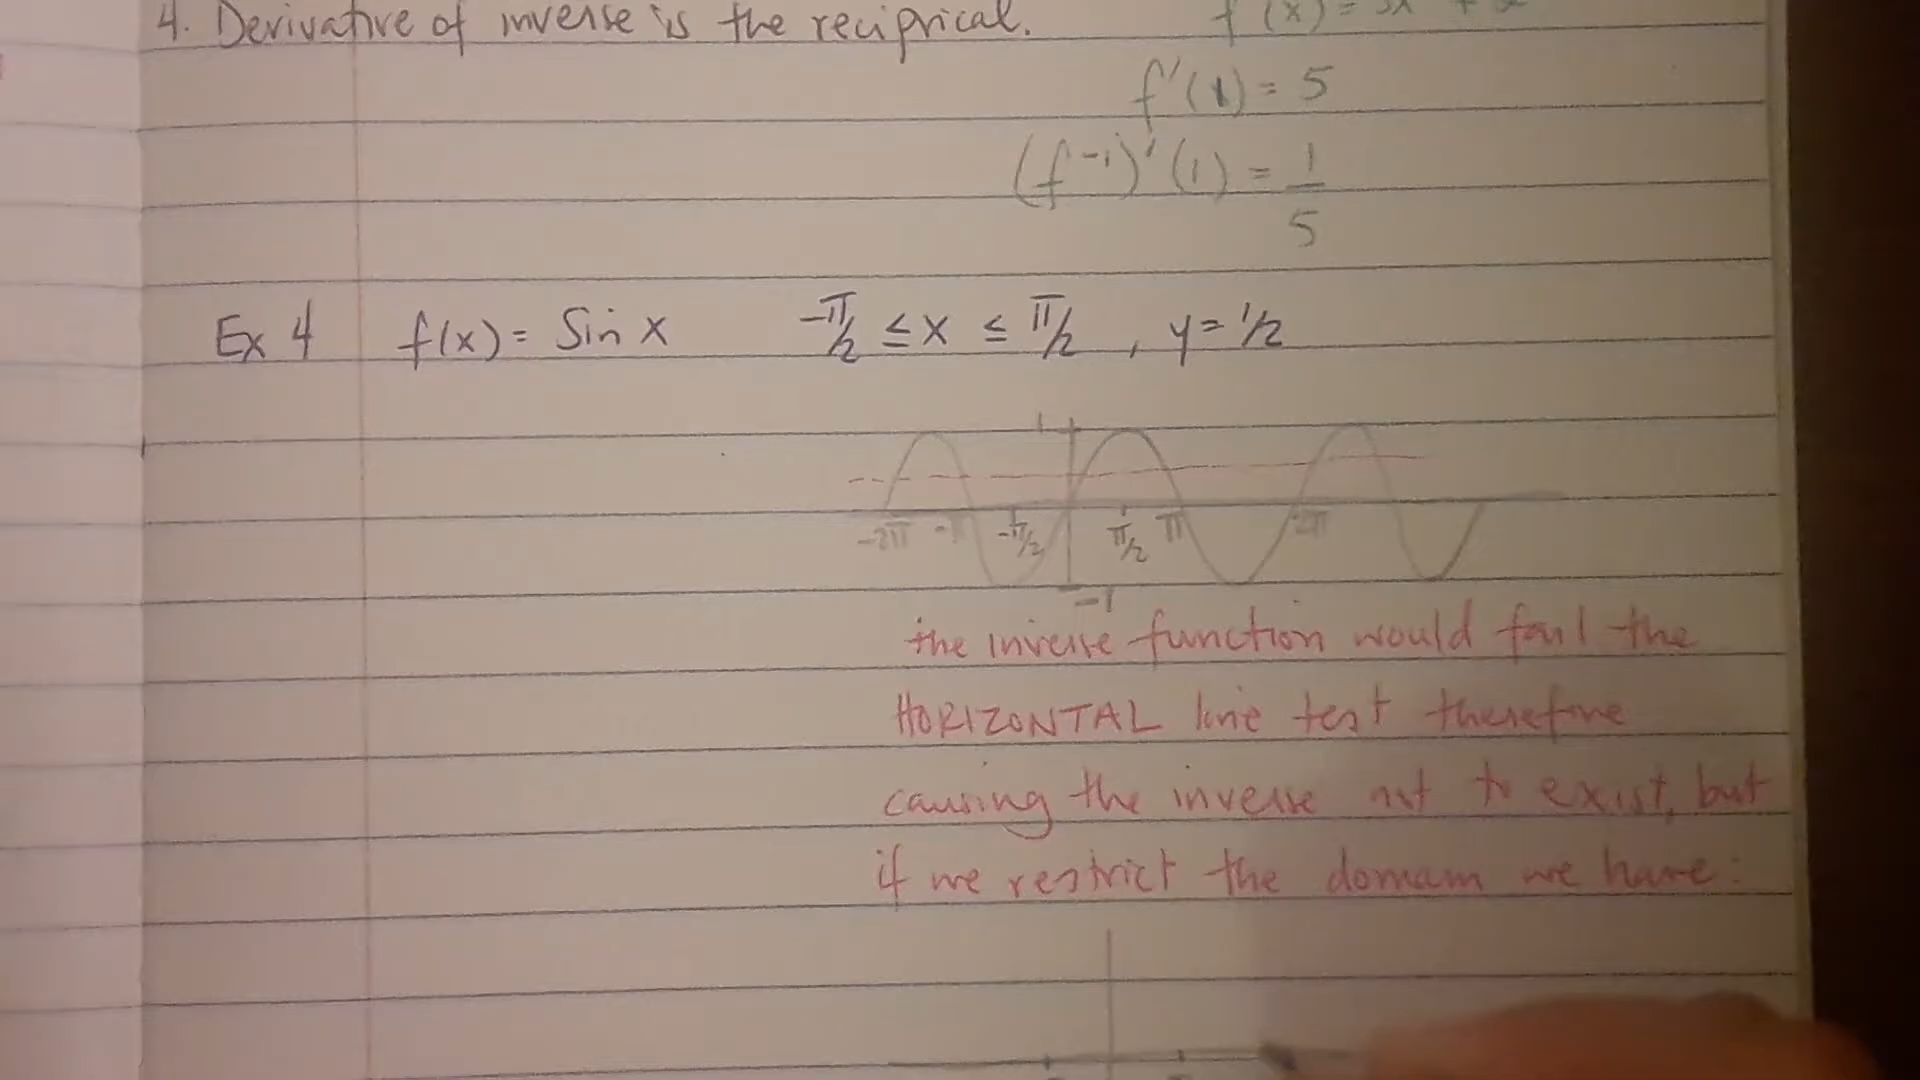 4. Derivative of inverse is the reciprical.
f'(1) = 5
(f⁻¹)'(1) = 1/5
Ex 4 f(x) = Sin x -π/2 ≤ x ≤ π/2 , y = 1/2
1
-2π -π -π/2 π/2 π 2π
-1
the inverse function would fail the
HORIZONTAL line test therefore
causing the inverse not to exist, but
if we restrict the domain we have: